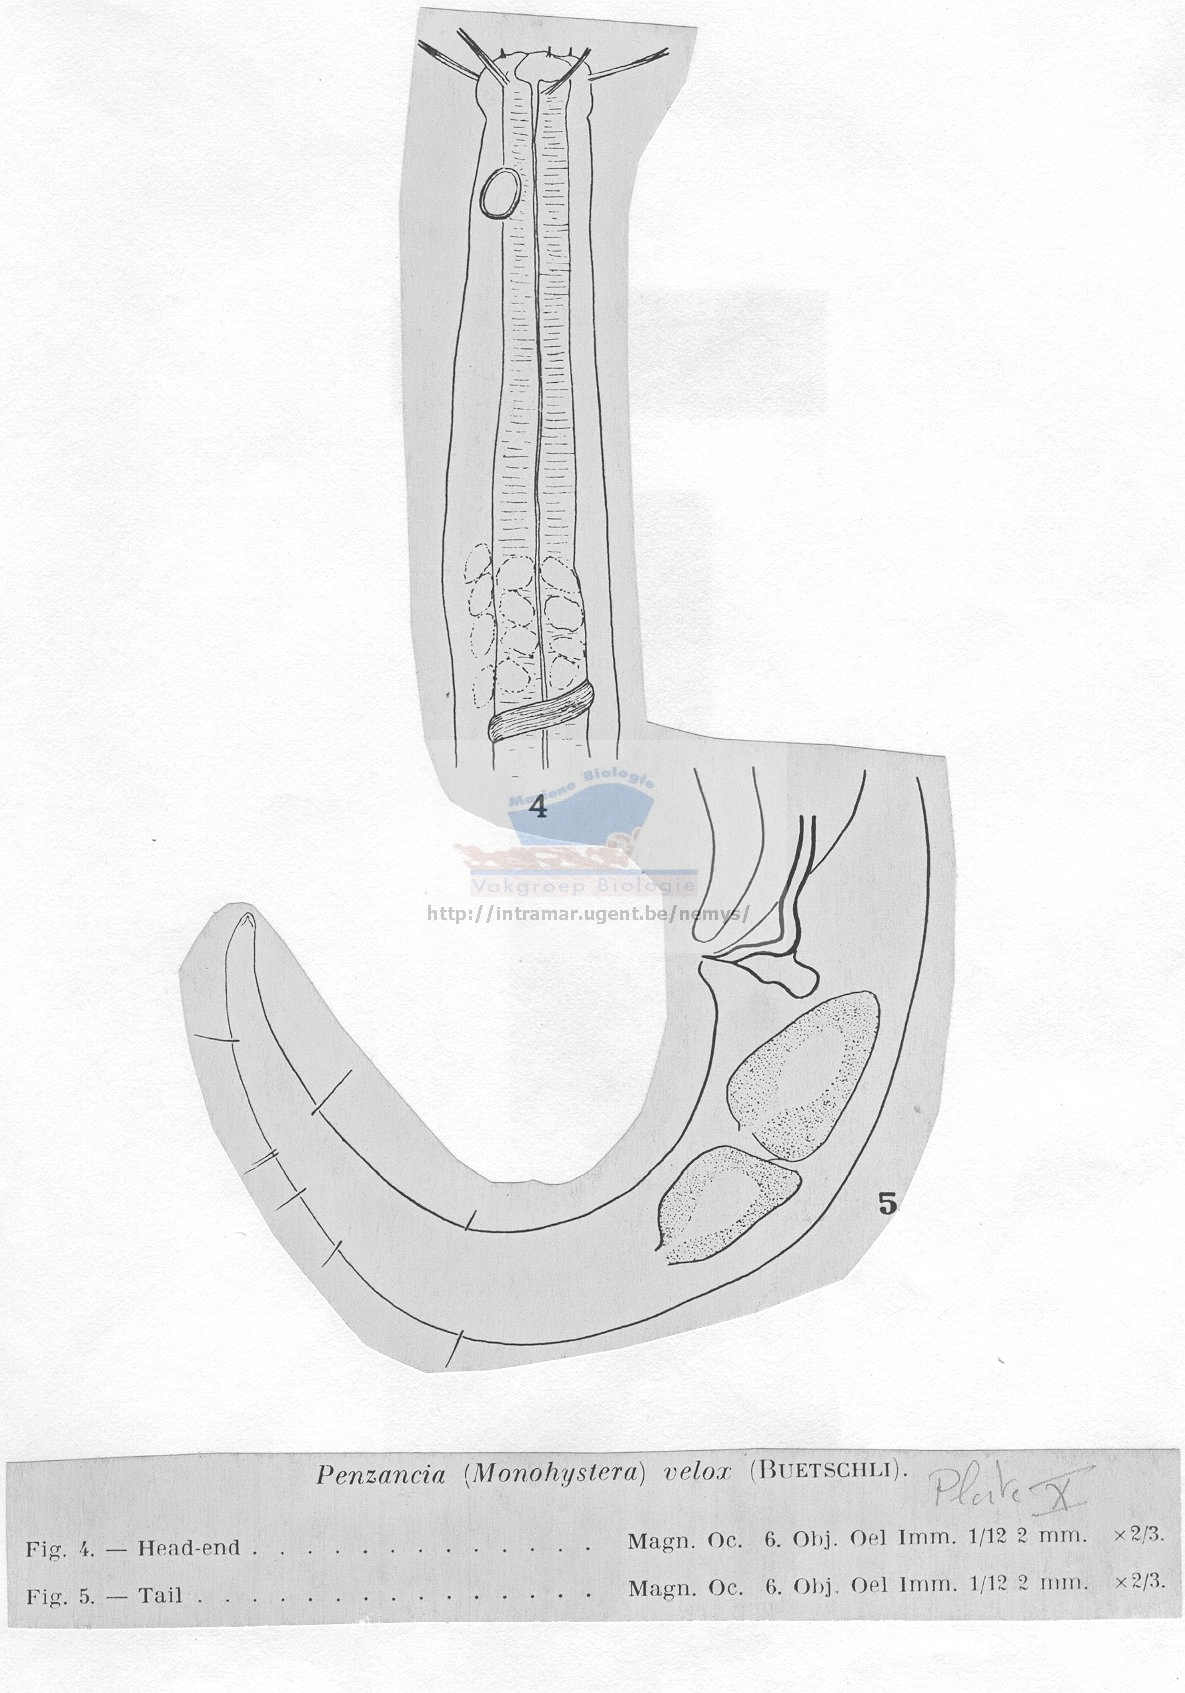 4
Mariene Biologie
Vakgroep Biologie
http://intramar.ugent.be/nemys/
5
Penzancia (Monohystera) velox (BUETSCHLI).
Plate X
Fig. 4. — Head-end . . . . . . . . . . . . . Magn. Oc. 6. Obj. Oel Imm. 1/12 2 mm. ×2/3.
Fig. 5. — Tail . . . . . . . . . . . . . . . Magn. Oc. 6. Obj. Oel Imm. 1/12 2 mm. ×2/3.